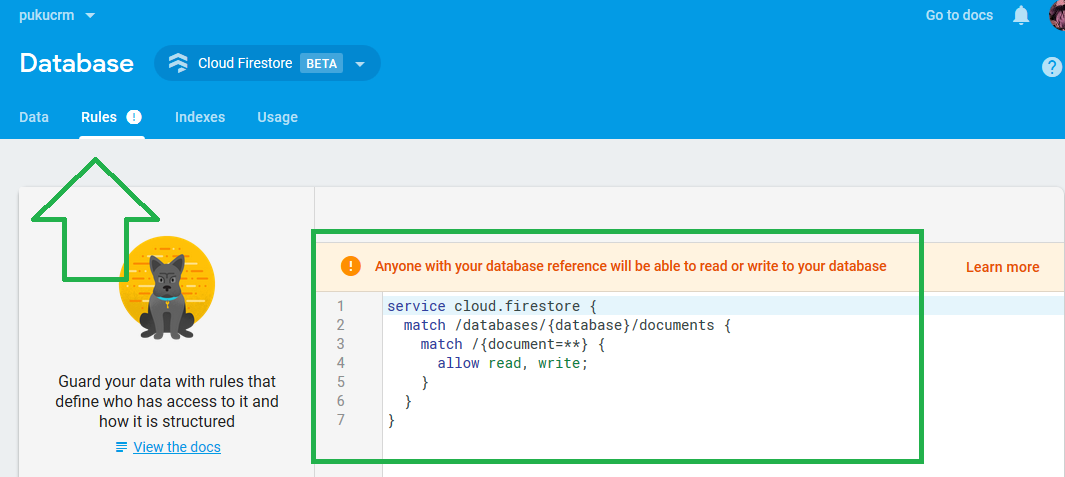 pukucrm
Go to docs
Database
Cloud Firestore BETA
?
Data
Rules !
Indexes
Usage
! Anyone with your database reference will be able to read or write to your database
Learn more
1 service cloud.firestore {
2 match /databases/{database}/documents {
3 match /{document=**} {
4 allow read, write;
5 }
6 }
7 }
Guard your data with rules that
define who has access to it and
how it is structured
View the docs